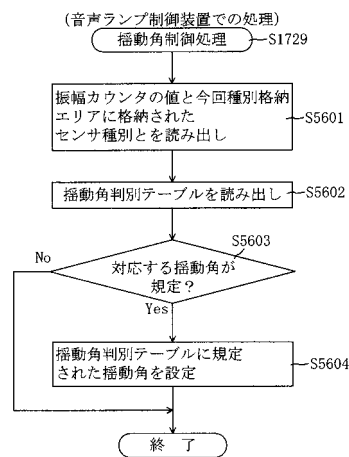 (音声ランプ制御装置での処理)
揺動角制御処理
S1729
振幅カウンタの値と今回種別格納
エリアに格納された
センサ種別とを読み出し
S5601
揺動角判別テーブルを読み出し
S5602
S5603
対応する揺動角が
規定?
No
Yes
揺動角判別テーブルに規定
された揺動角を設定
S5604
終 了